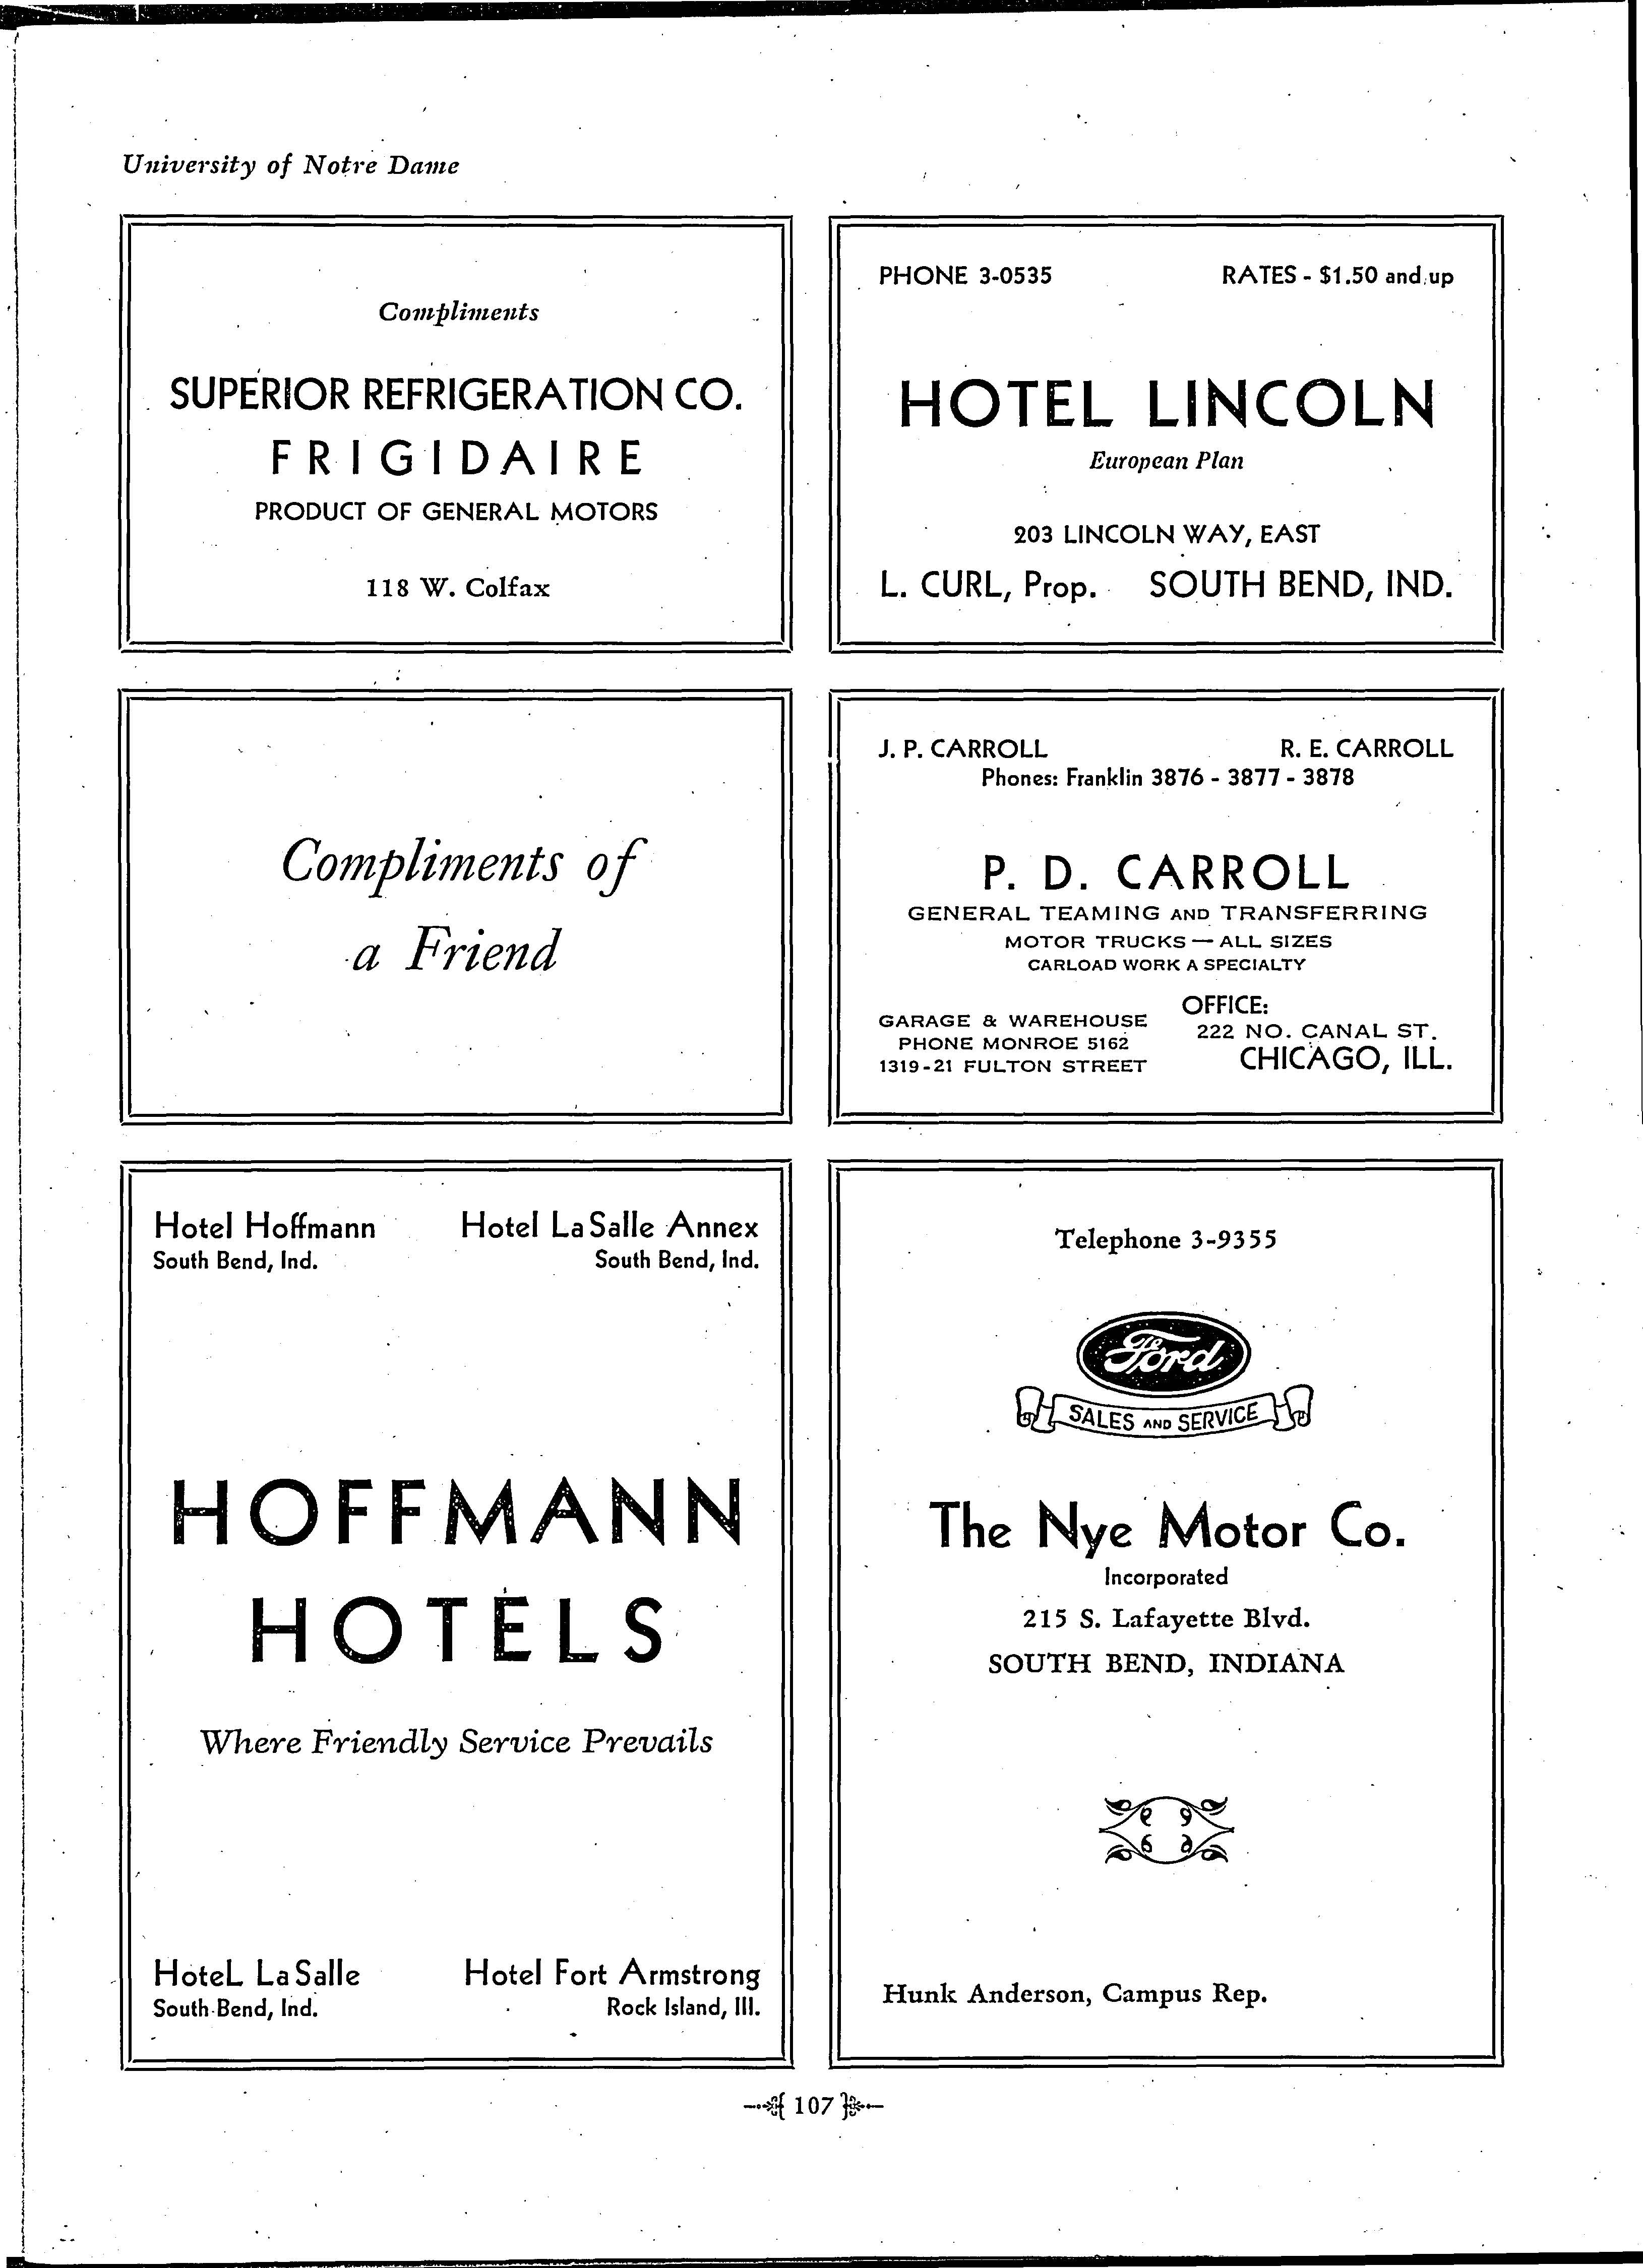 University of Notre Dame
Compliments
SUPERIOR REFRIGERATION CO.
FRIGIDAIRE
PRODUCT OF GENERAL MOTORS
118 W. Colfax
PHONE 3-0535 RATES - $1.50 and up
HOTEL LINCOLN
European Plan
203 LINCOLN WAY, EAST
L. CURL, Prop. SOUTH BEND, IND.
Compliments of
a Friend
J. P. CARROLL R. E. CARROLL
Phones: Franklin 3876 - 3877 - 3878
P. D. CARROLL
GENERAL TEAMING AND TRANSFERRING
MOTOR TRUCKS — ALL SIZES
CARLOAD WORK A SPECIALTY
GARAGE & WAREHOUSE
PHONE MONROE 5162
1319-21 FULTON STREET
OFFICE:
222 NO. CANAL ST.
CHICAGO, ILL.
Hotel Hoffmann Hotel LaSalle Annex
South Bend, Ind. South Bend, Ind.
HOFFMANN
HOTELS
Where Friendly Service Prevails
HoteL LaSalle Hotel Fort Armstrong
South Bend, Ind. Rock Island, Ill.
Telephone 3-9355
Ford
SALES AND SERVICE
The Nye Motor Co.
Incorporated
215 S. Lafayette Blvd.
SOUTH BEND, INDIANA
Hunk Anderson, Campus Rep.
107